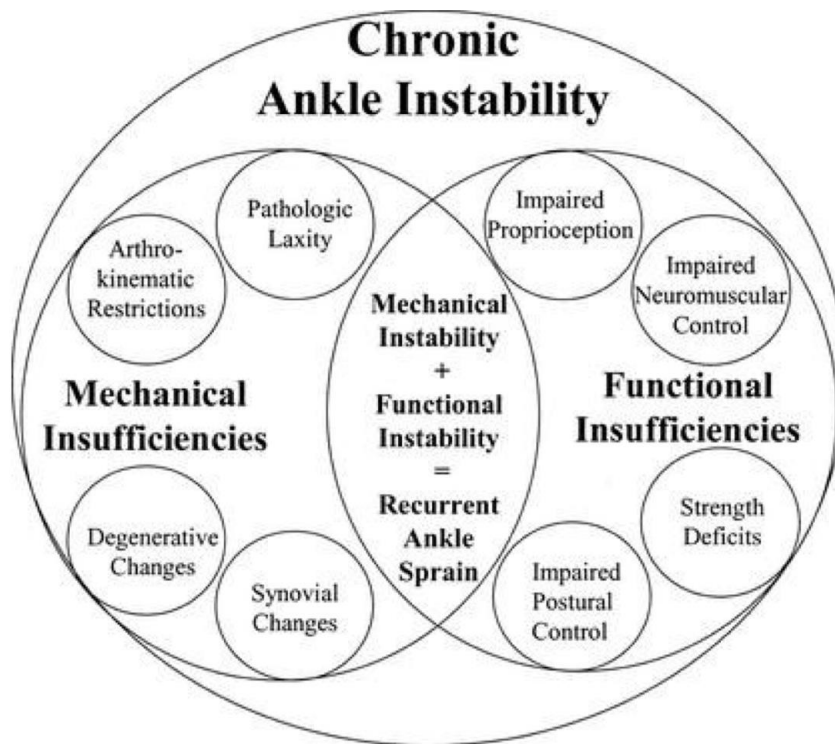 Chronic
Ankle Instability
Pathologic
Laxity
Arthro-
kinematic
Restrictions
Mechanical
Insufficiencies
Degenerative
Changes
Synovial
Changes
Mechanical
Instability
+
Functional
Instability
=
Recurrent
Ankle
Sprain
Impaired
Proprioception
Impaired
Neuromuscular
Control
Functional
Insufficiencies
Strength
Deficits
Impaired
Postural
Control